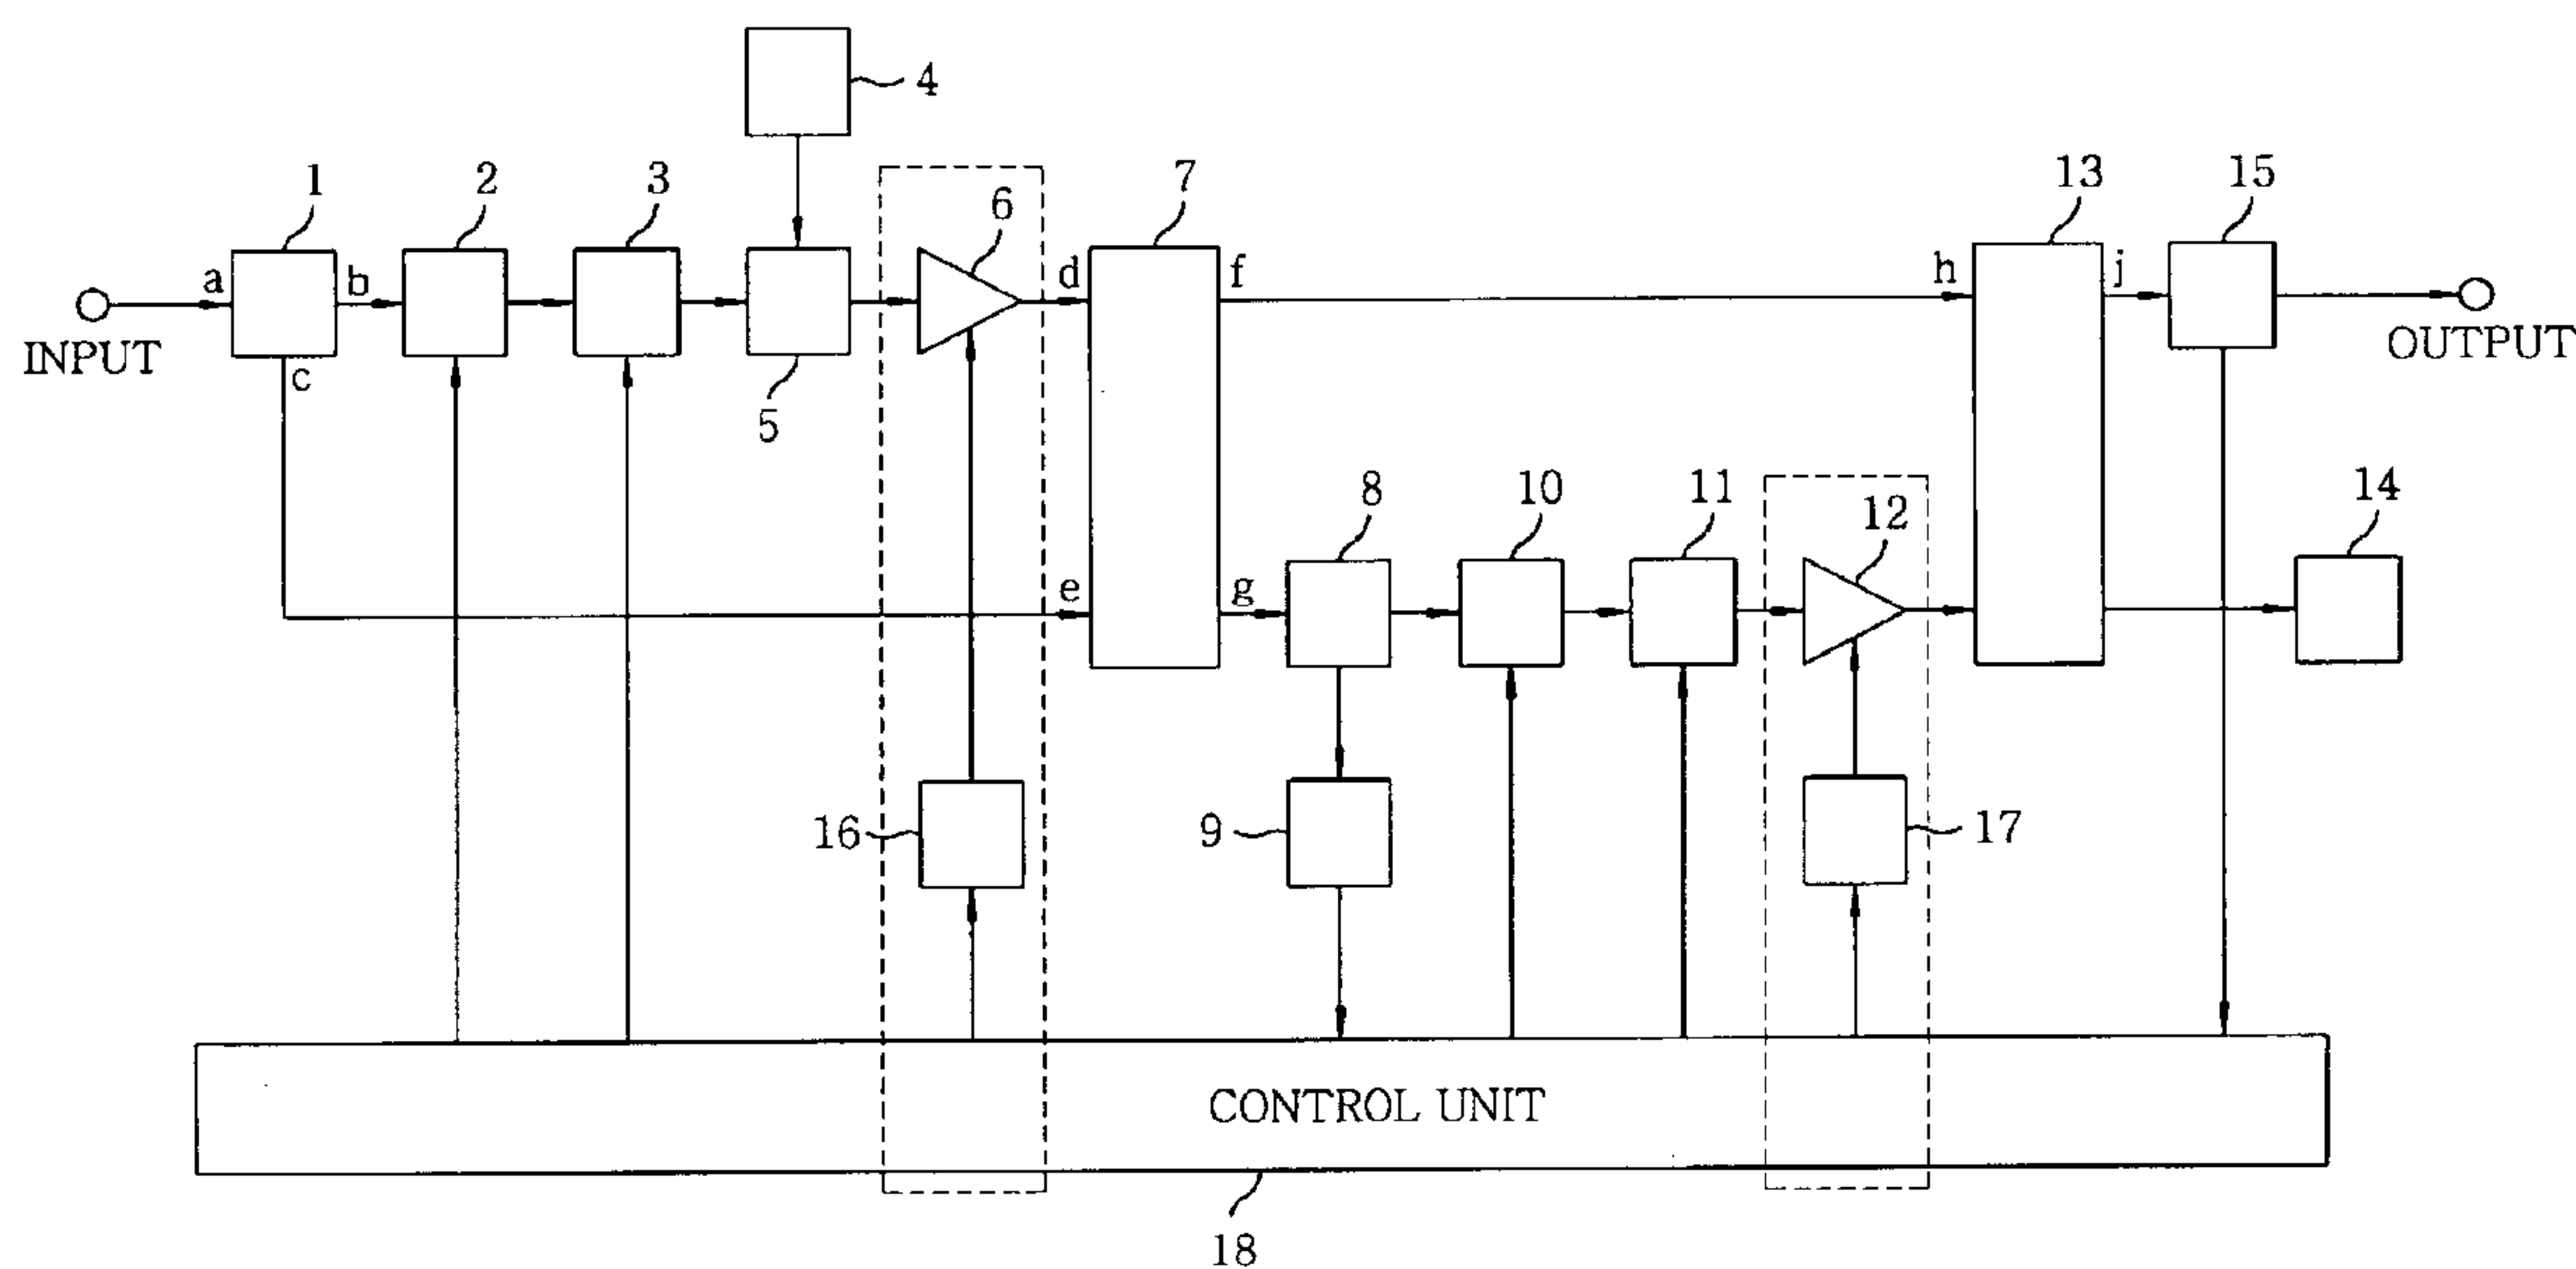 4
1 2 3 6 7 13 15
a b d f h j
INPUT c OUTPUT
5
8 10 11 12 14
e g
16 9 17
CONTROL UNIT
18